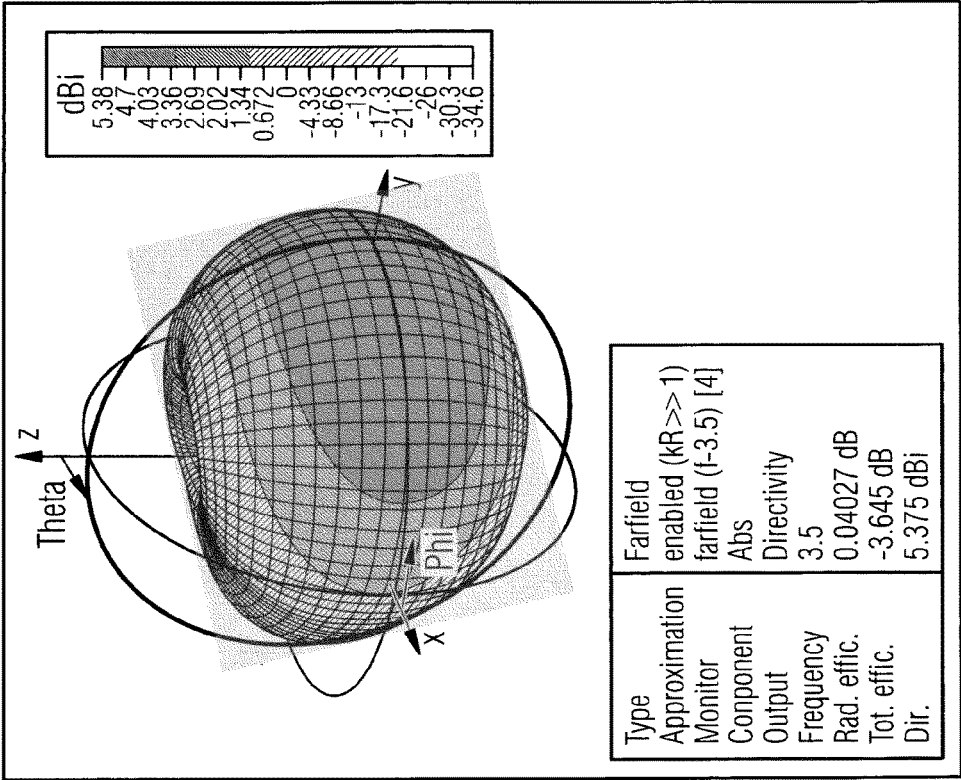 dBi
5.38
4.7
4.03
3.36
2.69
2.02
1.34
0.672
0
-4.33
-8.66
-13
-17.3
-21.6
-26
-30.3
-34.6
z
Theta
y
Phi
x
Type Farfield
Approximation enabled (kR>>1)
Monitor farfield (f-3.5) [4]
Conponent Abs
Output Directivity
Frequency 3.5
Rad. effic. 0.04027 dB
Tot. effic. -3.645 dB
Dir. 5.375 dBi